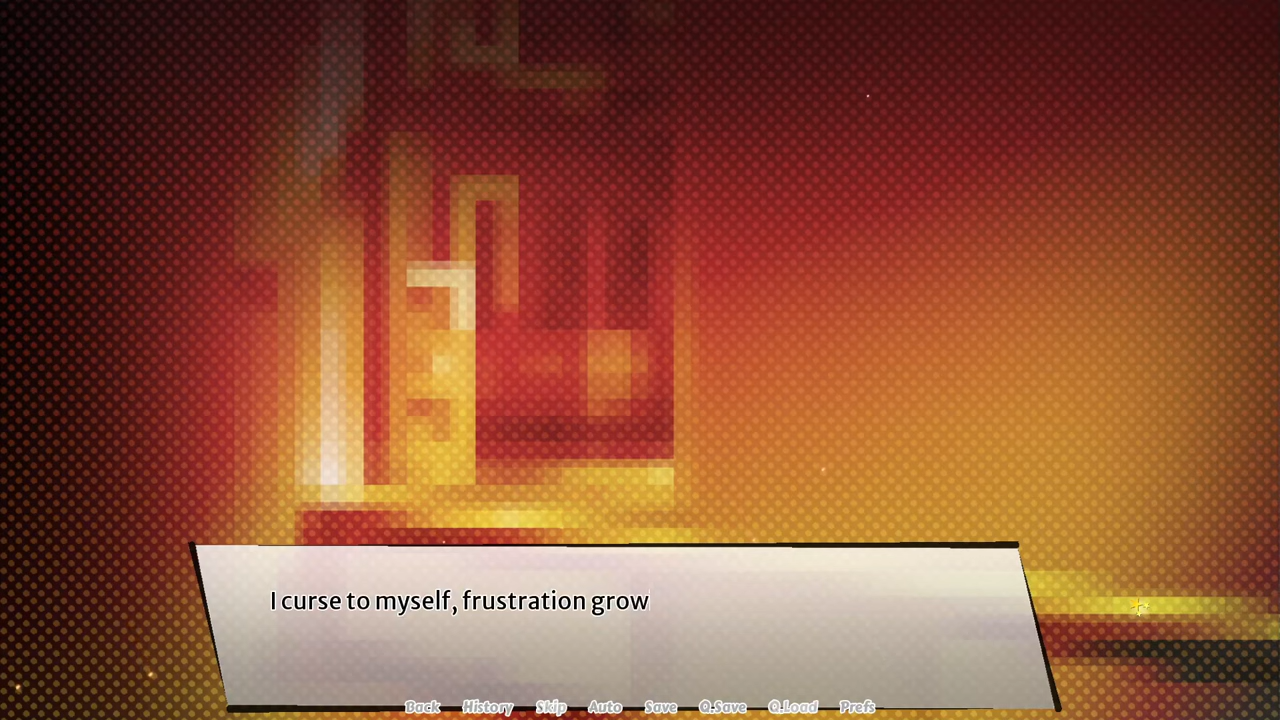 I curse to myself, frustration grow
Back History Skip Auto Save Q.Save Q.Load Prefs